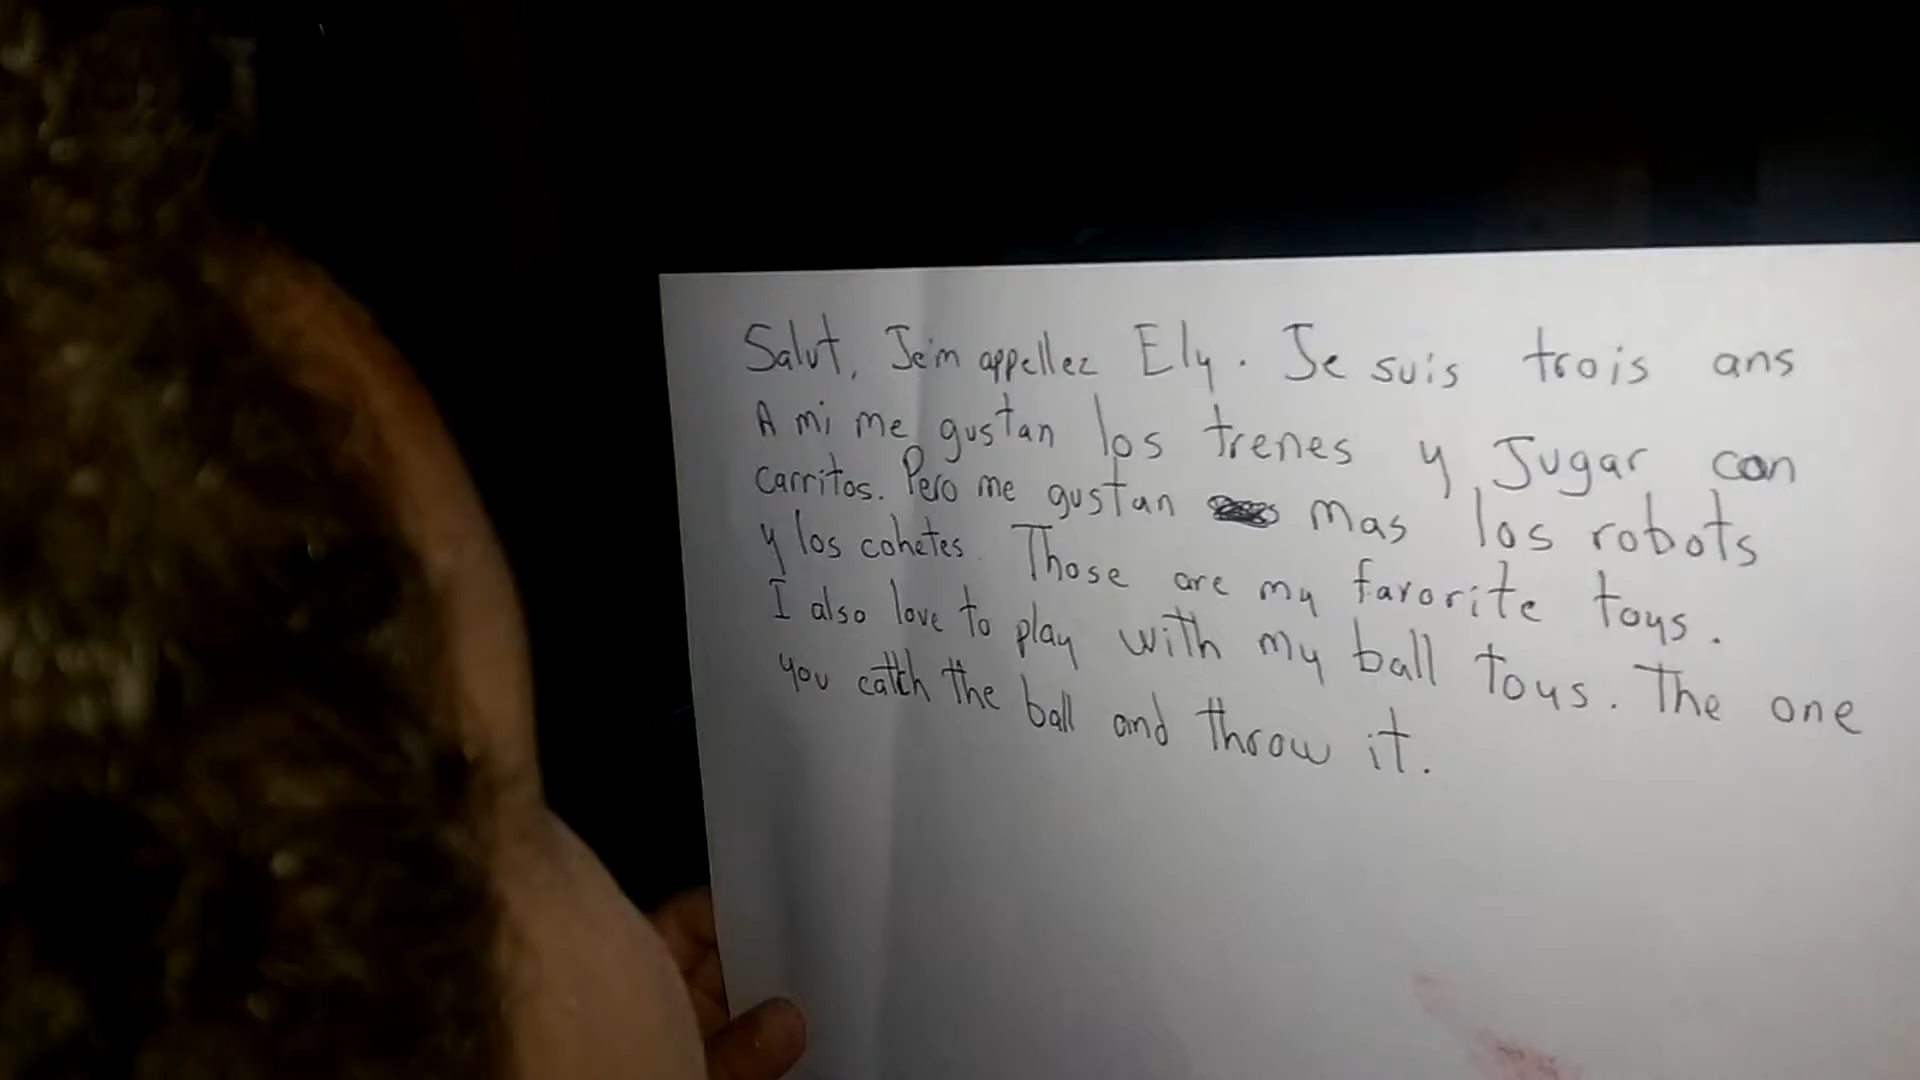 Salut, Je'm appellez Ely. Je suis trois ans
A mi me gustan los trenes y Jugar con
carritos. Pero me gustan mas los robots
y los cohetes. Those are my favorite toys.
I also love to play with my ball toys. The one
you catch the ball and throw it.